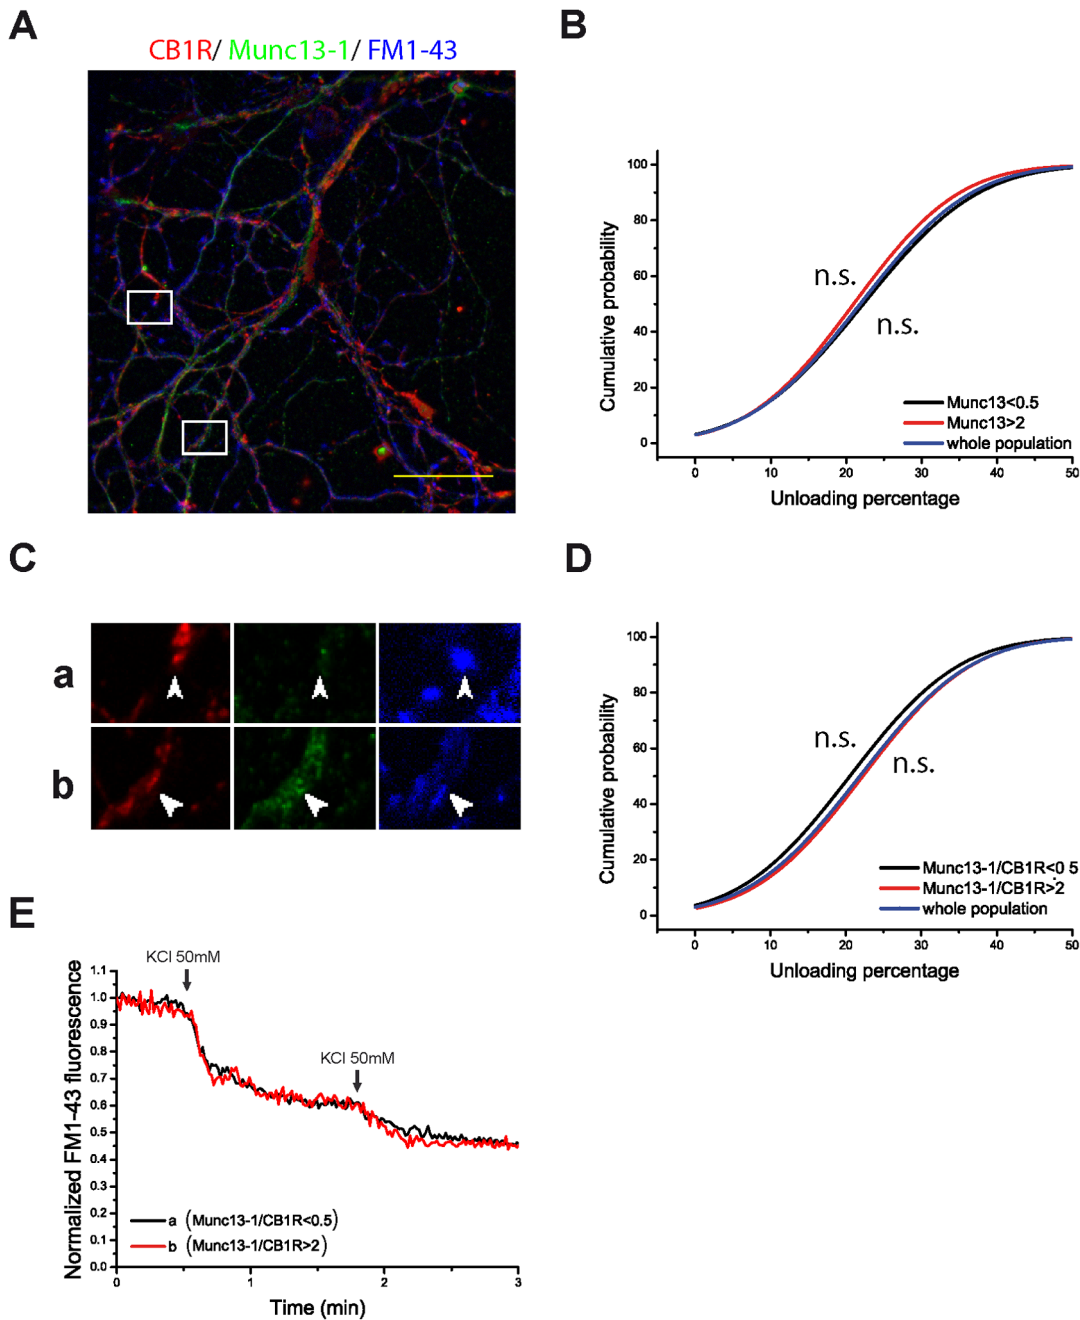 A
CB1R/ Munc13-1/ FM1-43
B
Cumulative probability
100
80
60
40
20
0
n.s.
n.s.
Munc13<0.5
Munc13>2
whole population
0 10 20 30 40 50
Unloading percentage
C
a
b
D
Cumulative probability
100
80
60
40
20
0
n.s.
n.s.
Munc13-1/CB1R<0.5
Munc13-1/CB1R>2
whole population
0 10 20 30 40 50
Unloading percentage
E
Normalized FM1-43 fluorescence
1.1
1.0
0.9
0.8
0.7
0.6
0.5
0.4
0.3
0.2
0.1
0.0
KCl 50mM
KCl 50mM
a (Munc13-1/CB1R<0.5)
b (Munc13-1/CB1R>2)
0 1 2 3
Time (min)